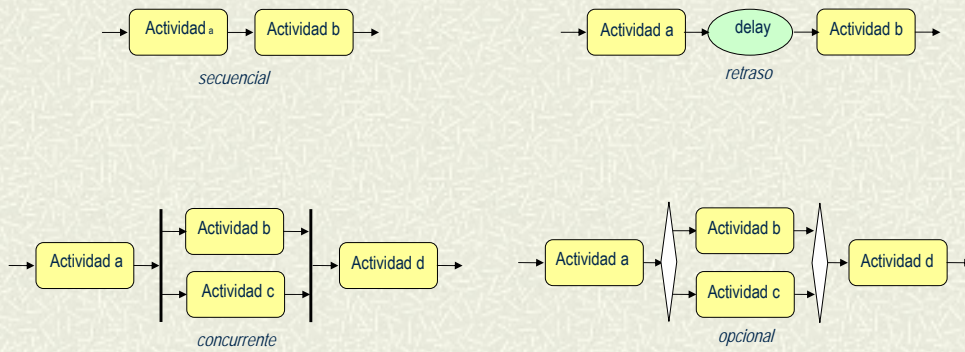 Actividad a
Actividad b
secuencial
Actividad a
delay
Actividad b
retraso
Actividad a
Actividad b
Actividad c
Actividad d
concurrente
Actividad a
Actividad b
Actividad c
Actividad d
opcional